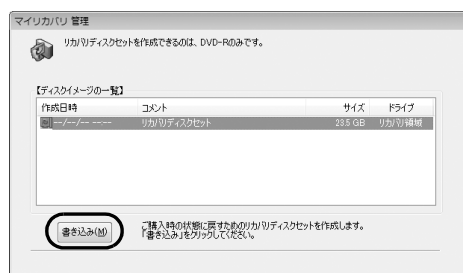 マイリカバリ 管理
リカバリディスクセットを作成できるのは、DVD-Rのみです。
【ディスクイメージの一覧】
作成日時 コメント サイズ ドライブ
--/--/-- --:-- リカバリディスクセット 23.5 GB リカバリ領域
書き込み(M)
ご購入時の状態に戻すためのリカバリディスクセットを作成します。
「書き込み」をクリックしてください。